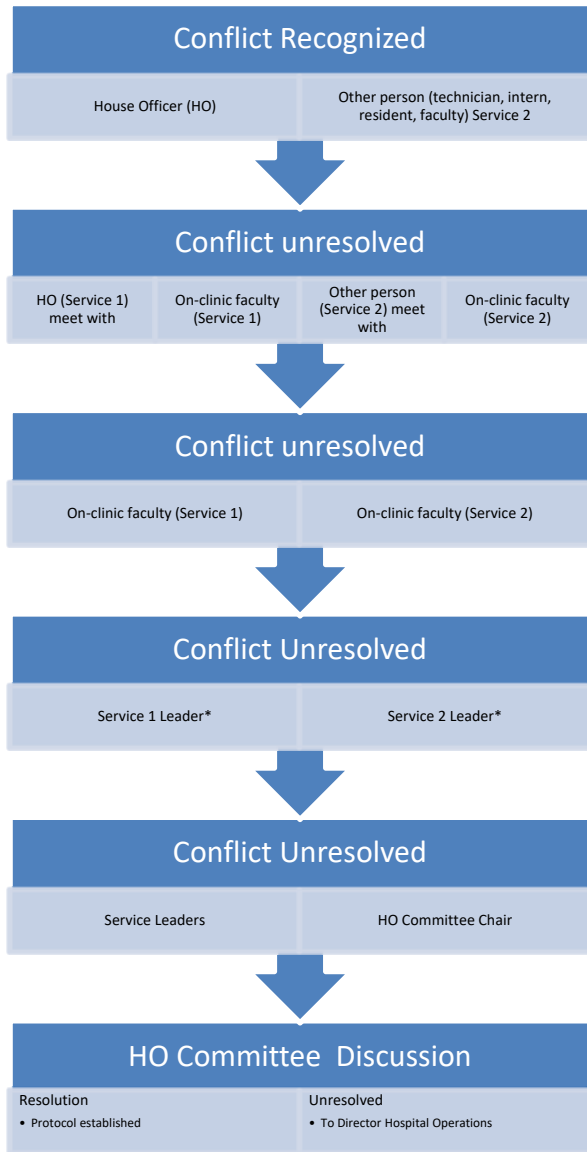 Conflict Recognized
House Officer (HO)
Other person (technician, intern,
resident, faculty) Service 2
Conflict unresolved
HO (Service 1)
meet with
On-clinic faculty
(Service 1)
Other person
(Service 2) meet
with
On-clinic faculty
(Service 2)
Conflict unresolved
On-clinic faculty (Service 1)
On-clinic faculty (Service 2)
Conflict Unresolved
Service 1 Leader*
Service 2 Leader*
Conflict Unresolved
Service Leaders
HO Committee Chair
HO Committee Discussion
Resolution
• Protocol established
Unresolved
• To Director Hospital Operations